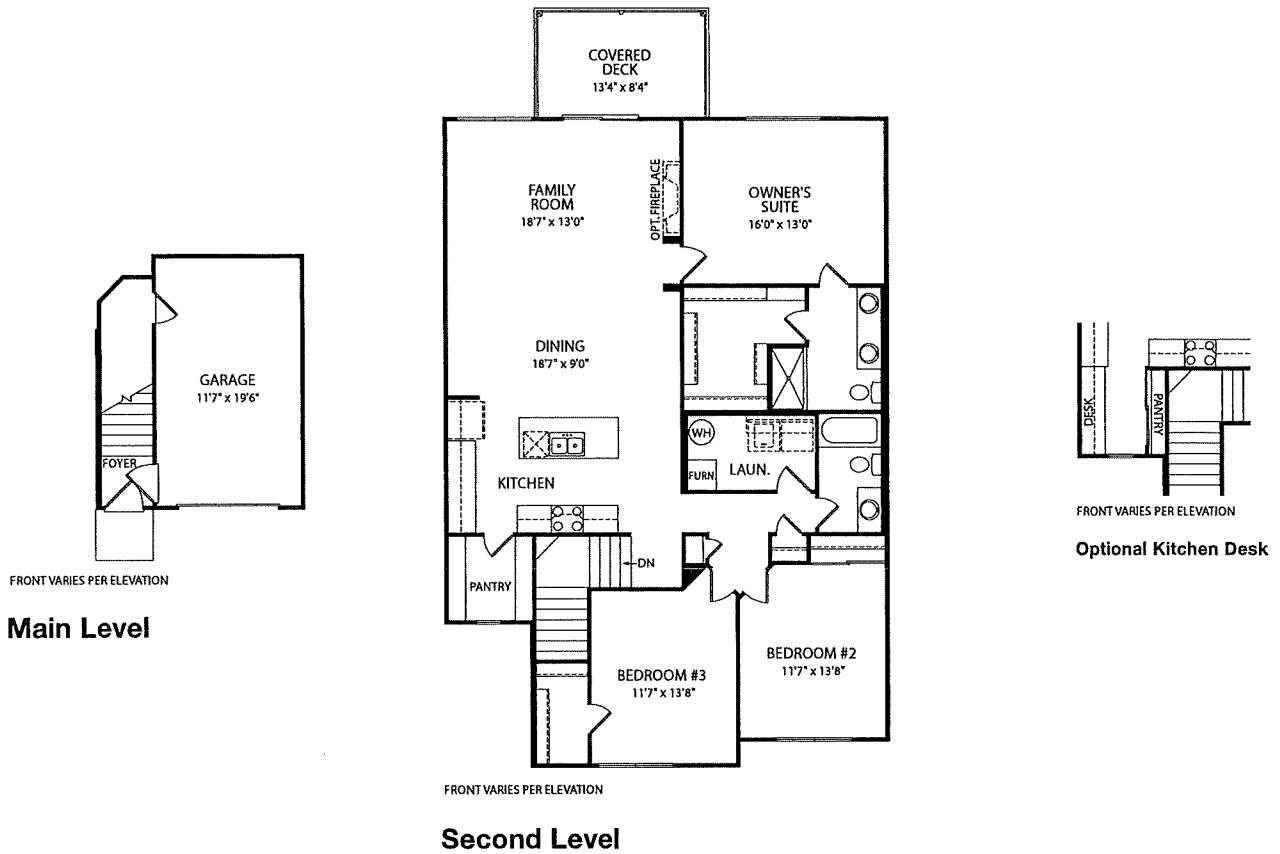 COVERED
DECK
13'4" x 8'4"
FAMILY
ROOM
18'7" x 13'0"
OPT. FIREPLACE
OWNER'S
SUITE
16'0" x 13'0"
DINING
18'7" x 9'0"
KITCHEN
WH
FURN
LAUN.
PANTRY
DN
BEDROOM #3
11'7" x 13'8"
BEDROOM #2
11'7" x 13'8"
FRONT VARIES PER ELEVATION
Second Level
GARAGE
11'7" x 19'6"
FOYER
FRONT VARIES PER ELEVATION
Main Level
DESK
PANTRY
FRONT VARIES PER ELEVATION
Optional Kitchen Desk